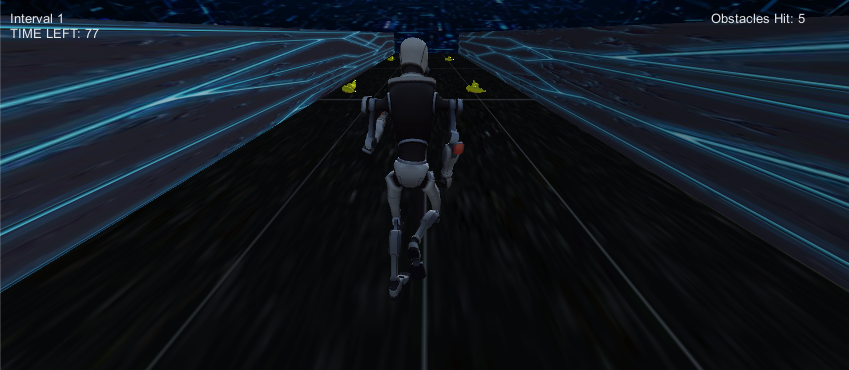 Interval 1
Obstacles Hit: 5
TIME LEFT: 77